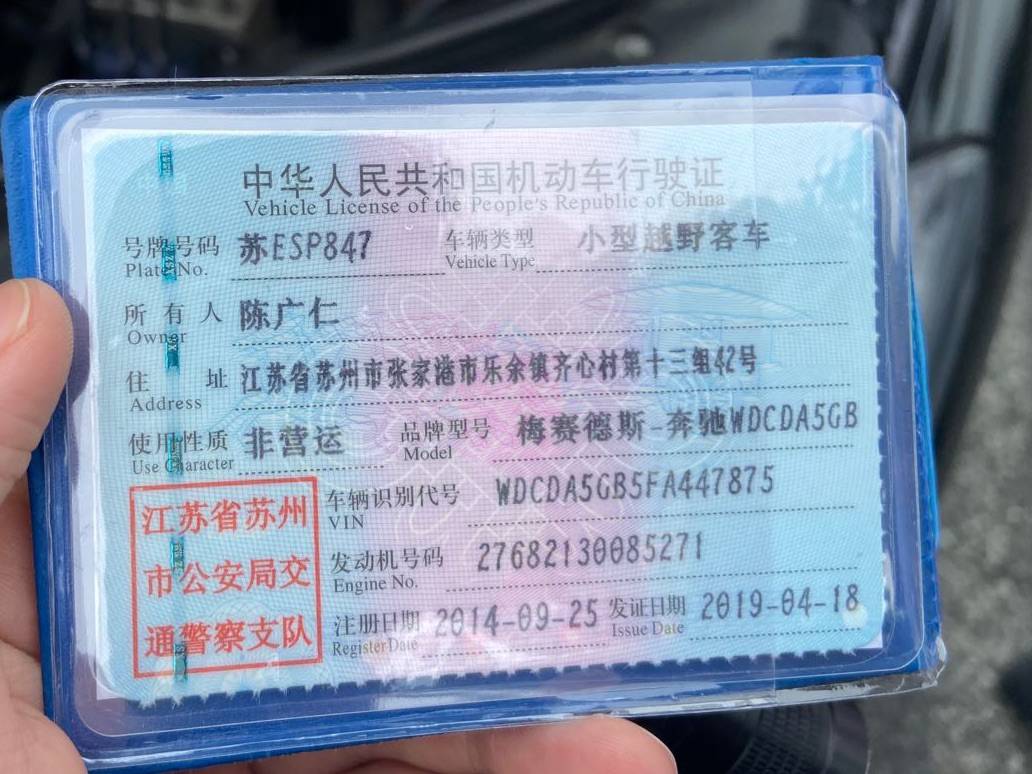 中华人民共和国机动车行驶证
Vehicle License of the People's Republic of China
号牌号码 苏ESP847 车辆类型 小型越野客车
Plate No. Vehicle Type
所有人 陈广仁
Owner
住址 江苏省苏州市张家港市乐余镇齐心村第十三组42号
Address
使用性质 非营运 品牌型号 梅赛德斯-奔驰WDCDA5GB
Use Character Model
江苏省苏州
市公安局交
通警察支队
车辆识别代号 WDCDA5GB5FA447875
VIN
发动机号码 27682130085271
Engine No.
注册日期 2014-09-25 发证日期 2019-04-18
Register Date Issue Date